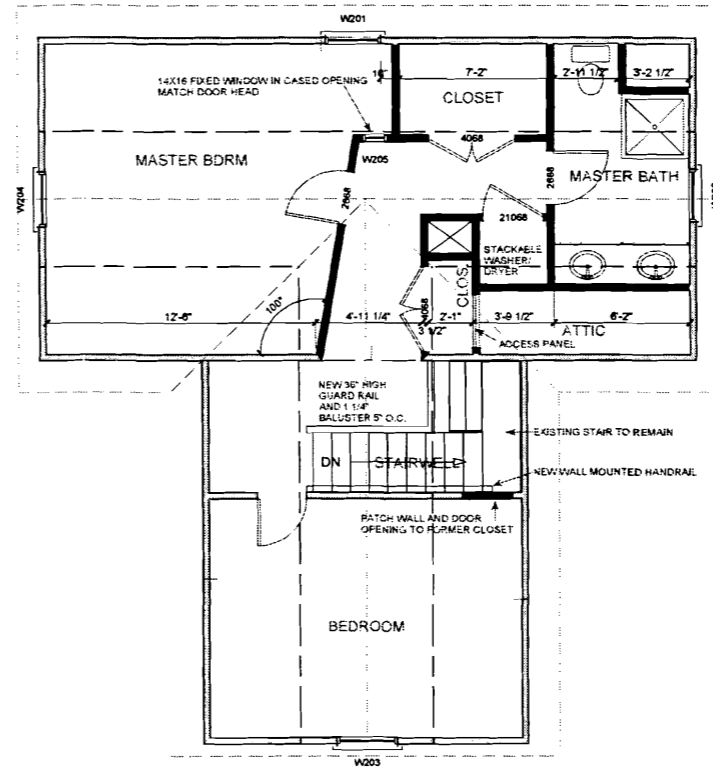 W201
14X16 FIXED WINDOW IN CASED OPENING
MATCH DOOR HEAD
7'-2"
2'-11 1/2"
3'-2 1/2"
CLOSET
4068
W205
MASTER BDRM
2668
2668
MASTER BATH
W204
21068
STACKABLE
WASHER/
DRYER
CLOS.
4068
100°
12'-6"
4'-11 1/4"
2'-1"
3 1/2"
3'-9 1/2"
6'-2"
ATTIC
ACCESS PANEL
NEW 36" HIGH
GUARD RAIL
AND 1 1/4"
BALUSTER 5" O.C.
EXISTING STAIR TO REMAIN
DN
STAIRWELL
NEW WALL MOUNTED HANDRAIL
PATCH WALL AND DOOR
OPENING TO FORMER CLOSET
BEDROOM
W203